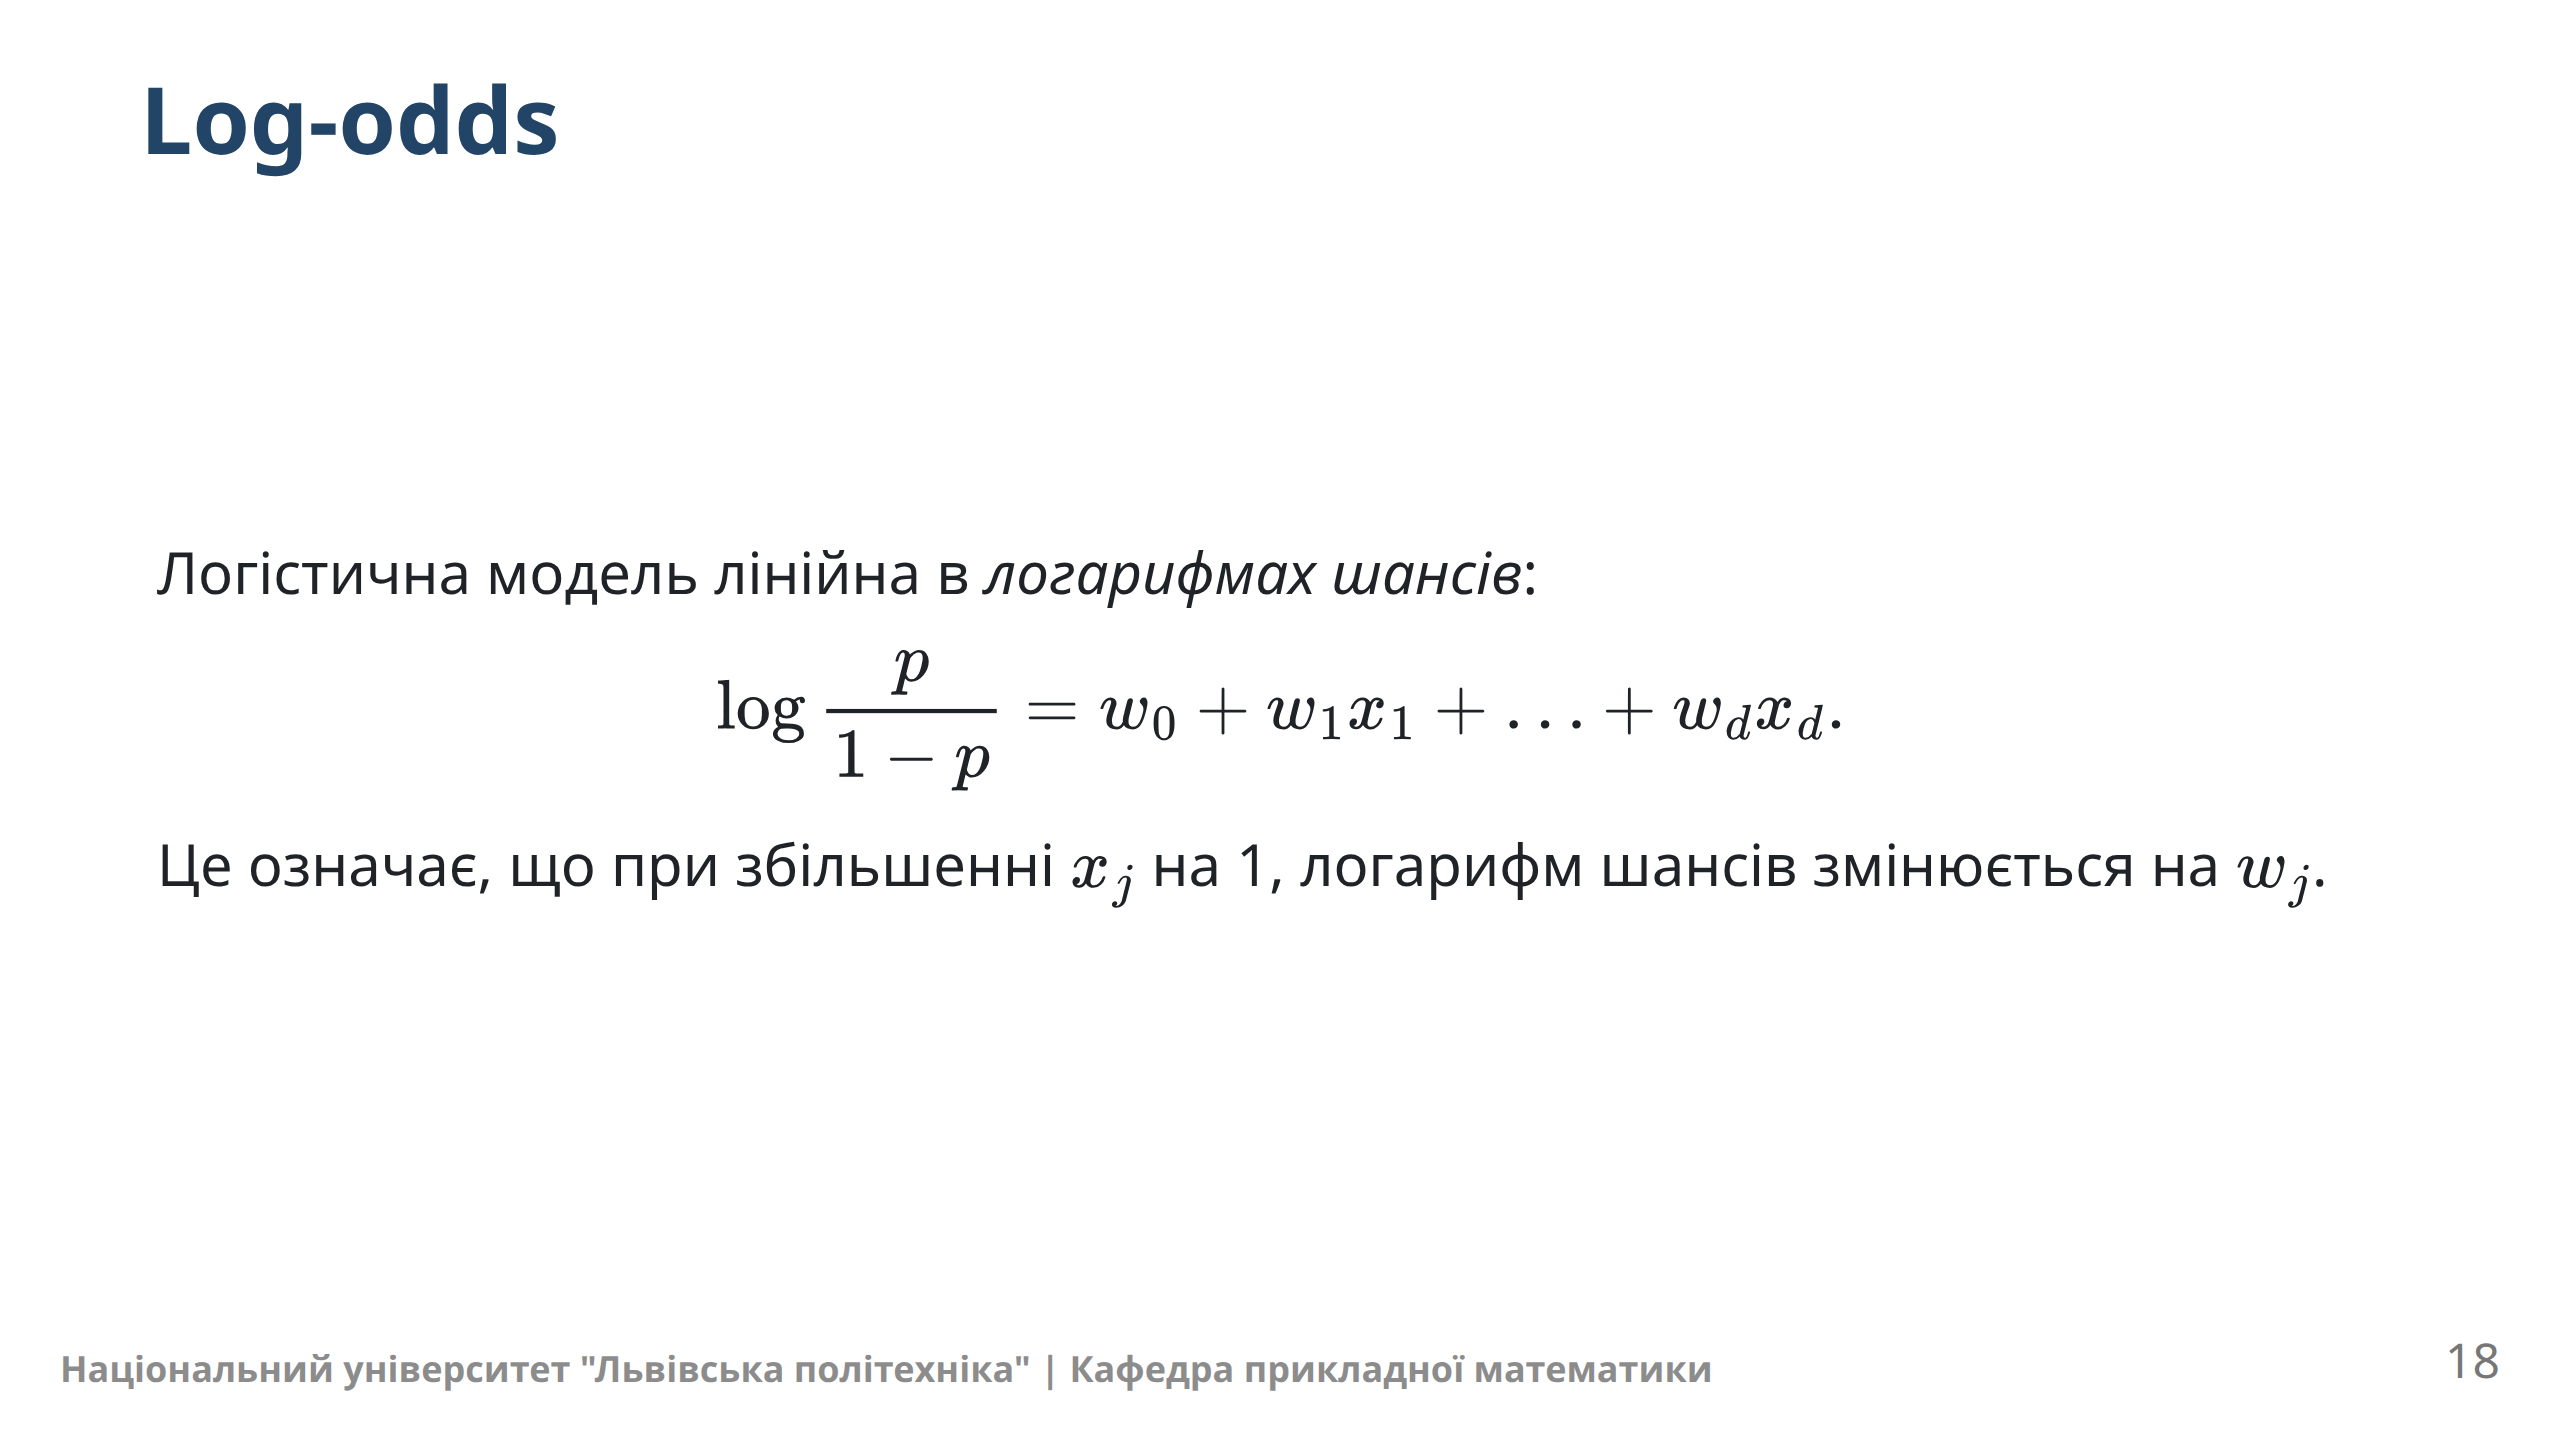 Log-odds
Логістична модель лінійна в логарифмах шансів:
log p / (1 − p) = w₀ + w₁x₁ + … + w_d x_d.
Це означає, що при збільшенні x_j на 1, логарифм шансів змінюється на w_j.
Національний університет "Львівська політехніка" | Кафедра прикладної математики
18